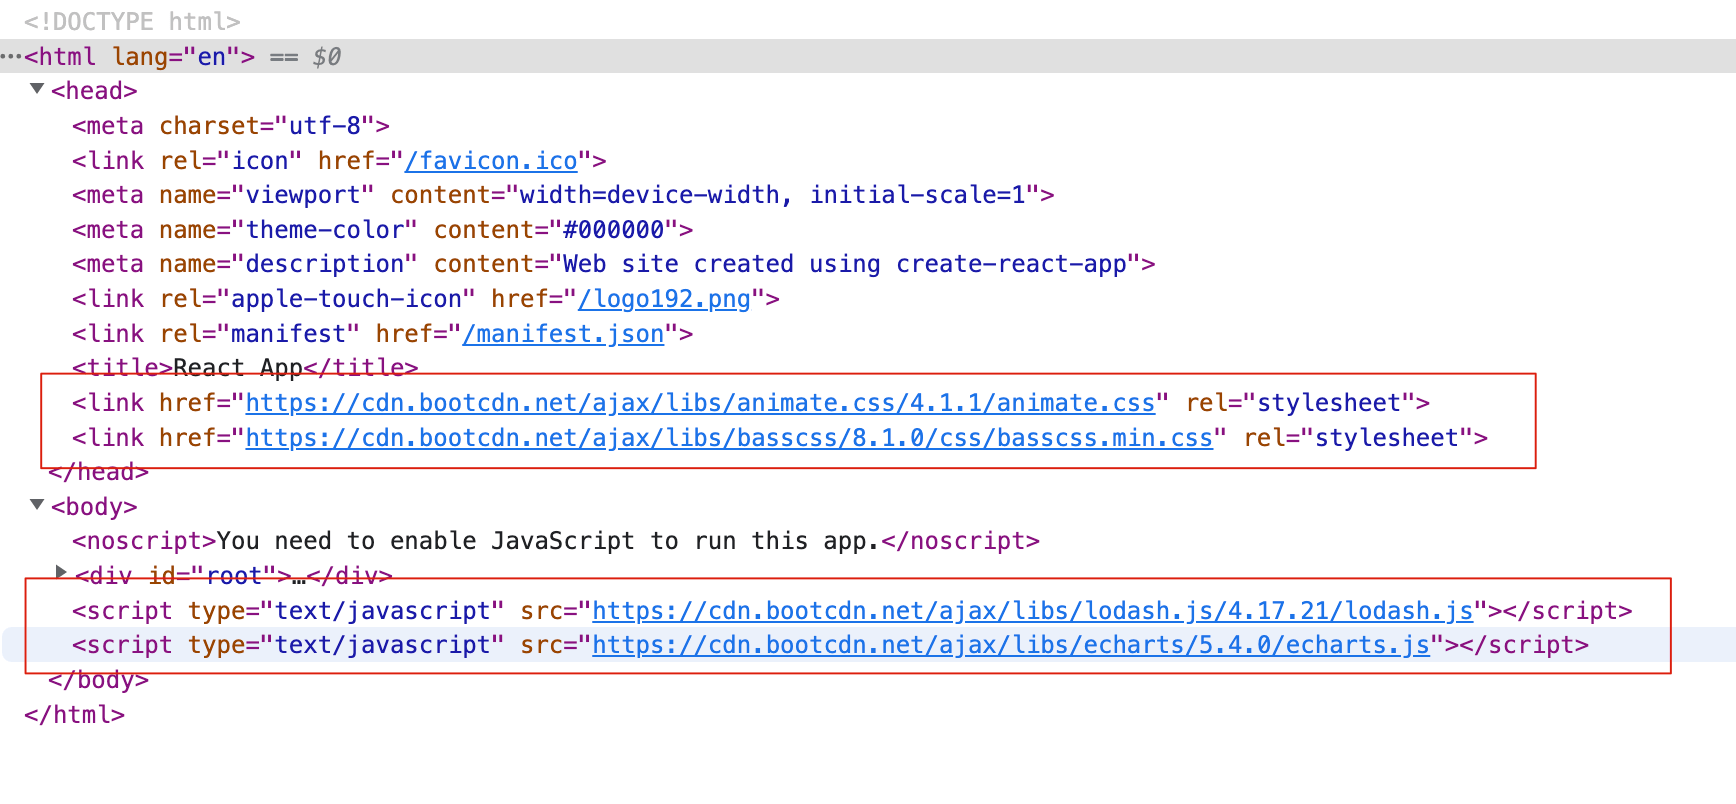 <!DOCTYPE html>
…<html lang="en"> == $0
<head>
<meta charset="utf-8">
<link rel="icon" href="/favicon.ico">
<meta name="viewport" content="width=device-width, initial-scale=1">
<meta name="theme-color" content="#000000">
<meta name="description" content="Web site created using create-react-app">
<link rel="apple-touch-icon" href="/logo192.png">
<link rel="manifest" href="/manifest.json">
<title>React App</title>
<link href="https://cdn.bootcdn.net/ajax/libs/animate.css/4.1.1/animate.css" rel="stylesheet">
<link href="https://cdn.bootcdn.net/ajax/libs/basscss/8.1.0/css/basscss.min.css" rel="stylesheet">
</head>
<body>
<noscript>You need to enable JavaScript to run this app.</noscript>
<div id="root">…</div>
<script type="text/javascript" src="https://cdn.bootcdn.net/ajax/libs/lodash.js/4.17.21/lodash.js"></script>
<script type="text/javascript" src="https://cdn.bootcdn.net/ajax/libs/echarts/5.4.0/echarts.js"></script>
</body>
</html>